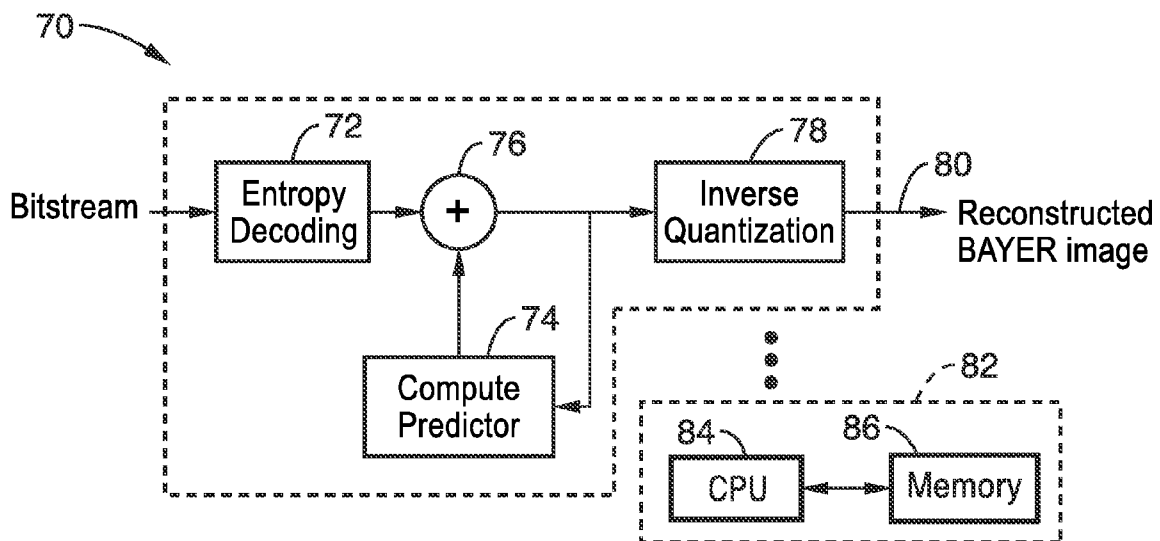 70
72
76
78
80
Bitstream
Entropy
Decoding
+
Inverse
Quantization
Reconstructed
BAYER image
74
Compute
Predictor
82
84
86
CPU
Memory